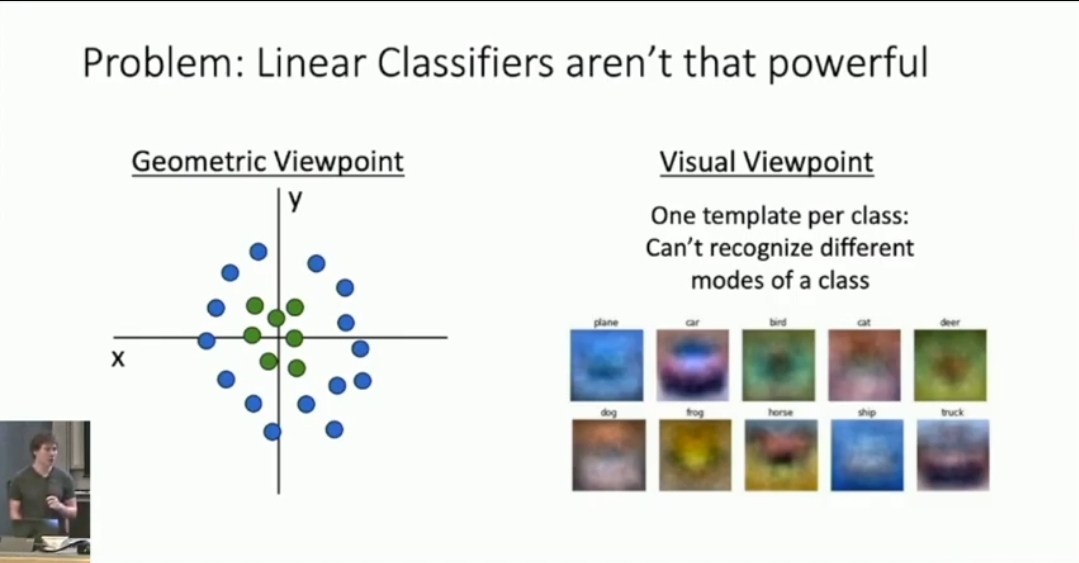 Problem: Linear Classifiers aren't that powerful
Geometric Viewpoint
y
x
Visual Viewpoint
One template per class:
Can't recognize different
modes of a class
plane car bird cat deer
dog frog horse ship truck